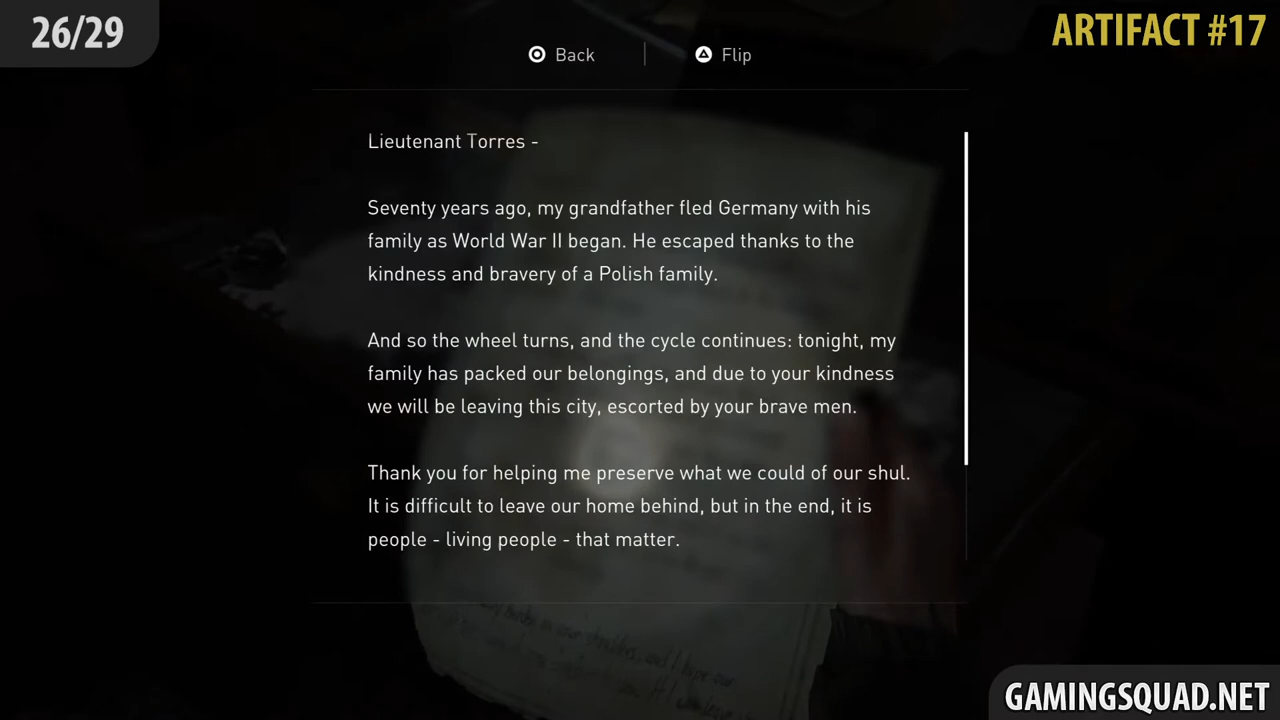 26/29
ARTIFACT #17
Back
Flip
Lieutenant Torres -
Seventy years ago, my grandfather fled Germany with his
family as World War II began. He escaped thanks to the
kindness and bravery of a Polish family.
And so the wheel turns, and the cycle continues: tonight, my
family has packed our belongings, and due to your kindness
we will be leaving this city, escorted by your brave men.
Thank you for helping me preserve what we could of our shul.
It is difficult to leave our home behind, but in the end, it is
people - living people - that matter.
GAMINGSQUAD.NET